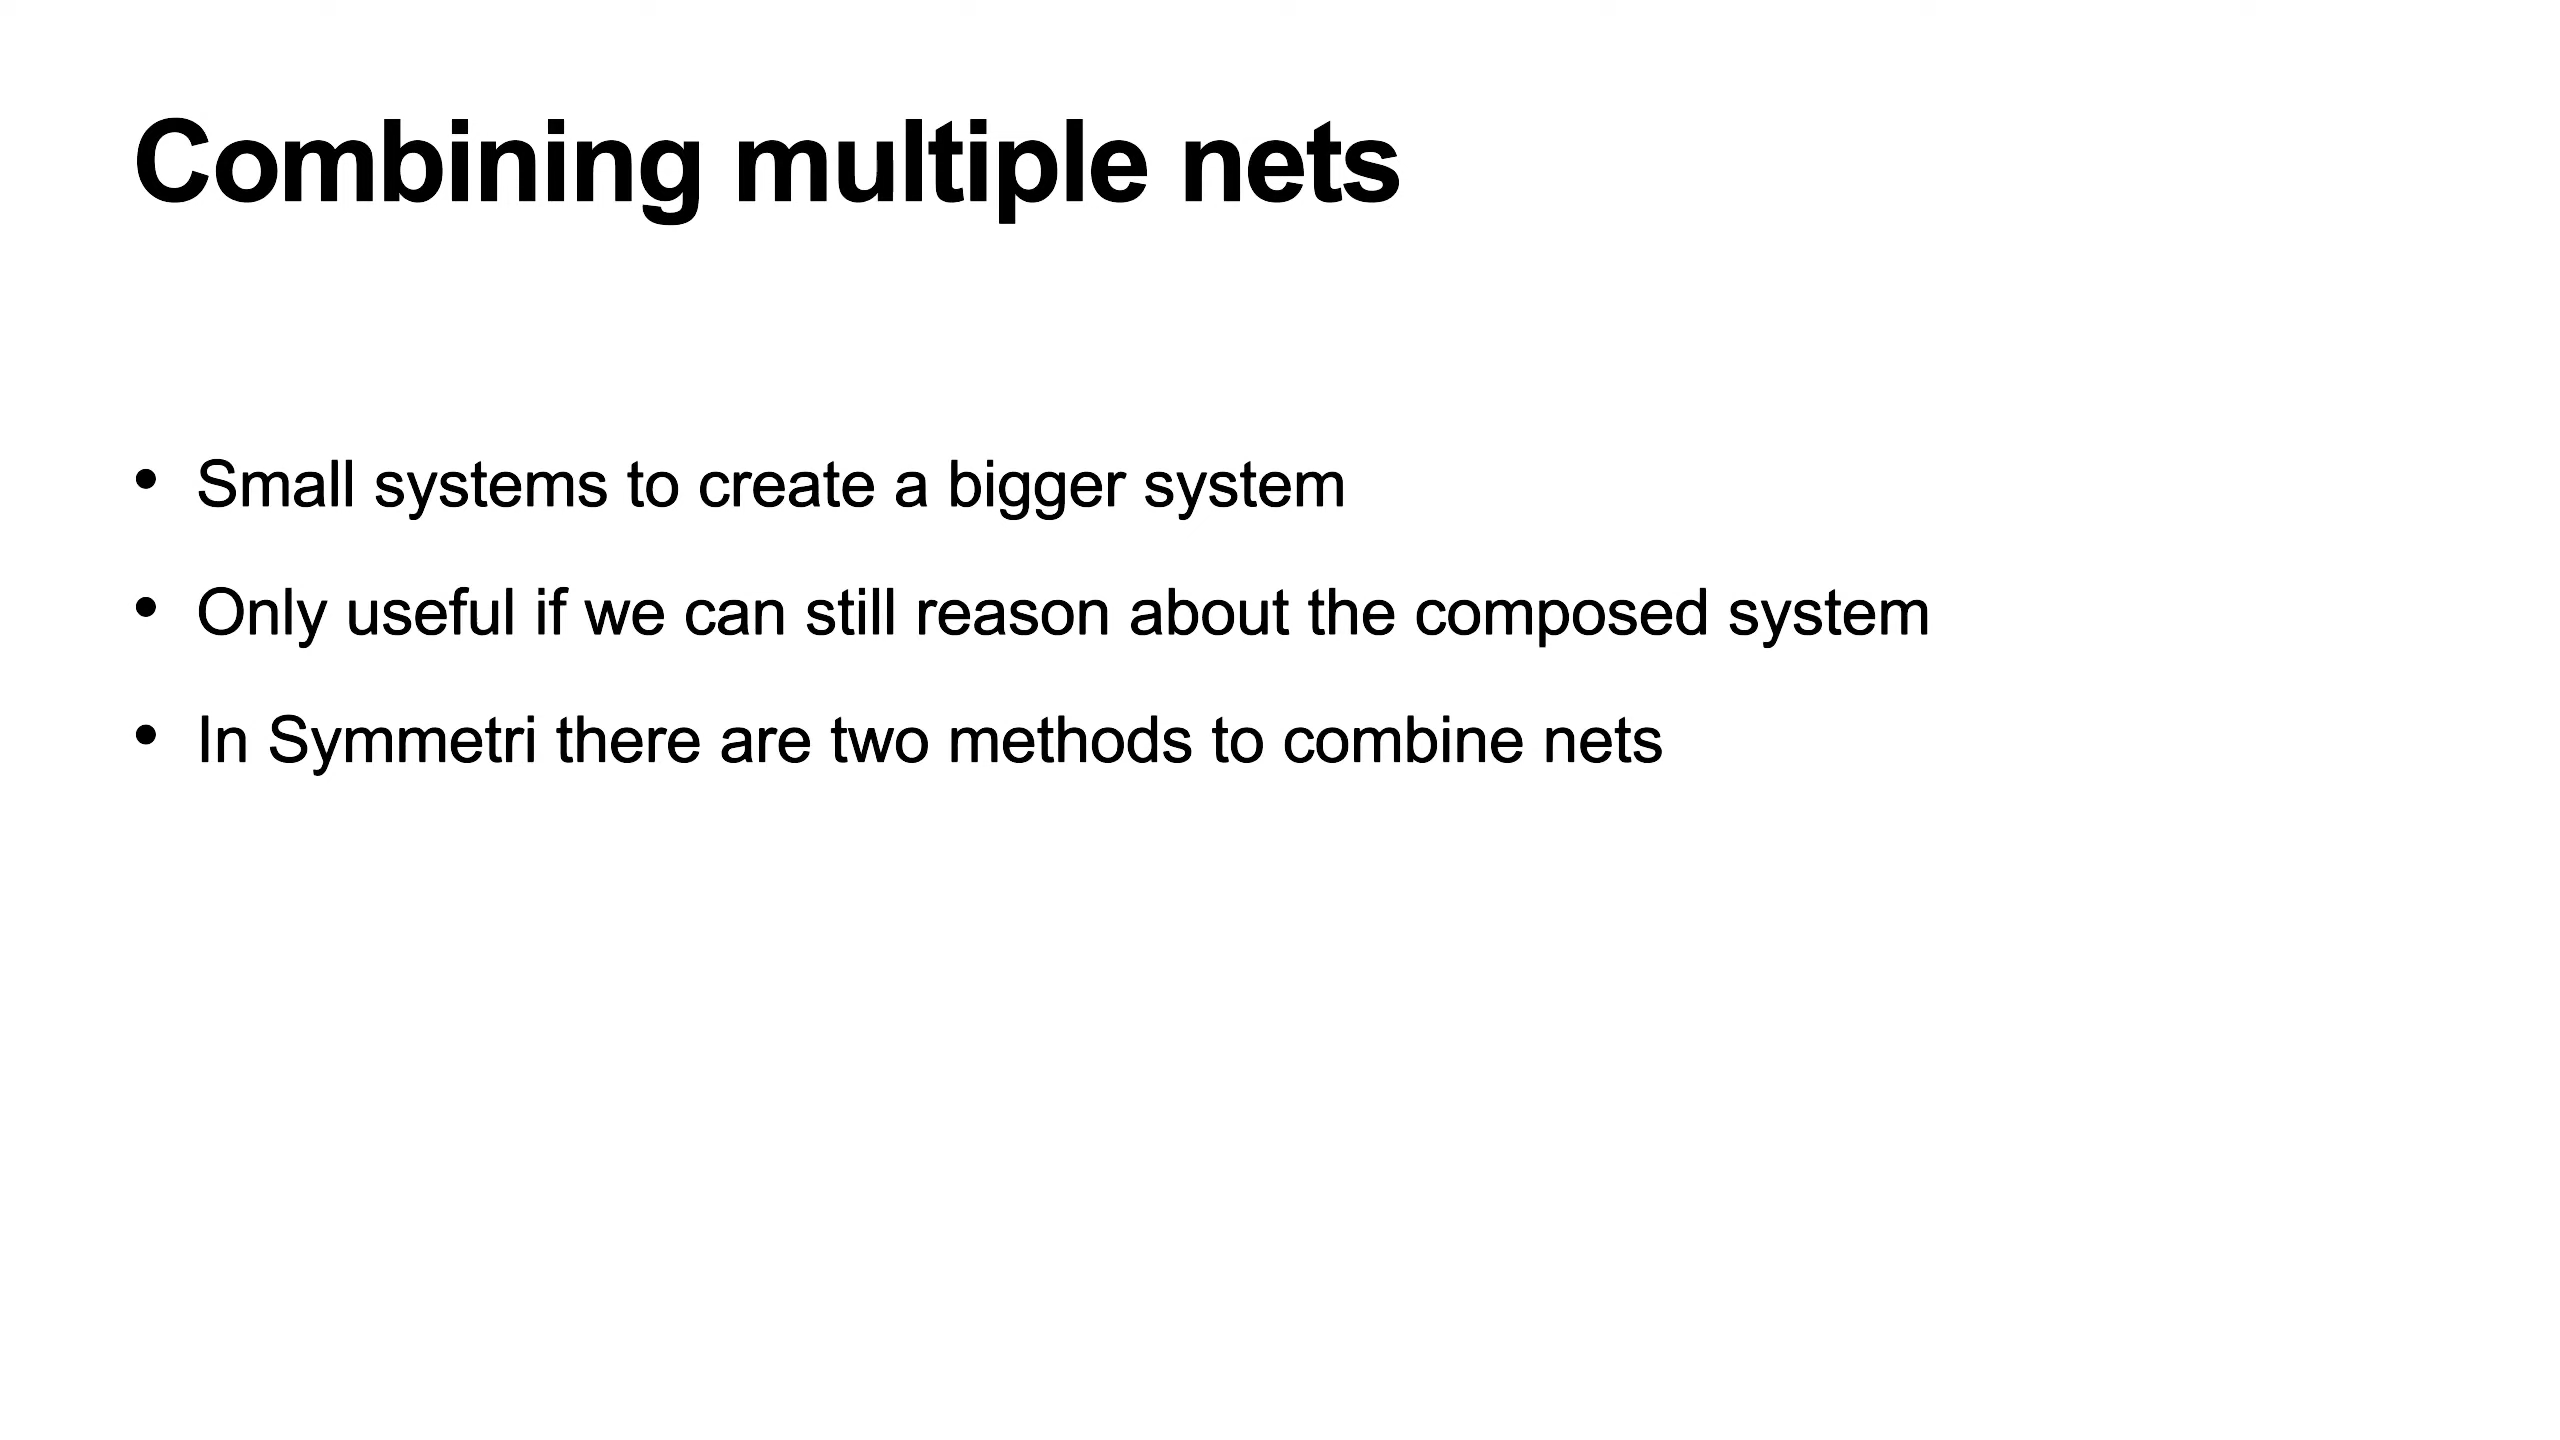 Combining multiple nets
• Small systems to create a bigger system
• Only useful if we can still reason about the composed system
• In Symmetri there are two methods to combine nets